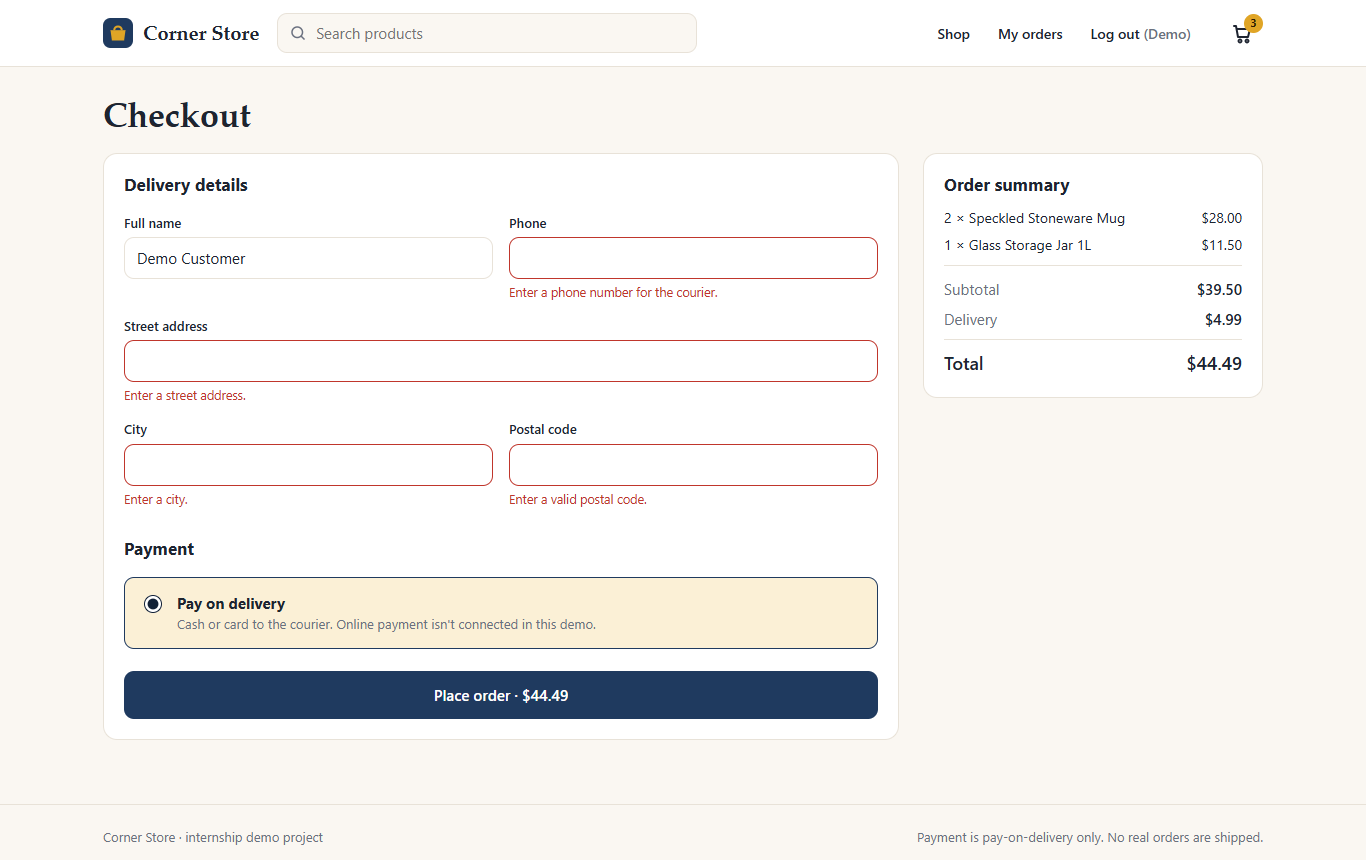 Corner Store
Search products
Shop
My orders
Log out (Demo)
3
Checkout
Delivery details
Full name
Demo Customer
Phone
Enter a phone number for the courier.
Street address
Enter a street address.
City
Enter a city.
Postal code
Enter a valid postal code.
Payment
Pay on delivery
Cash or card to the courier. Online payment isn't connected in this demo.
Place order · $44.49
Order summary
2 × Speckled Stoneware Mug $28.00
1 × Glass Storage Jar 1L $11.50
Subtotal $39.50
Delivery $4.99
Total $44.49
Corner Store · internship demo project
Payment is pay-on-delivery only. No real orders are shipped.